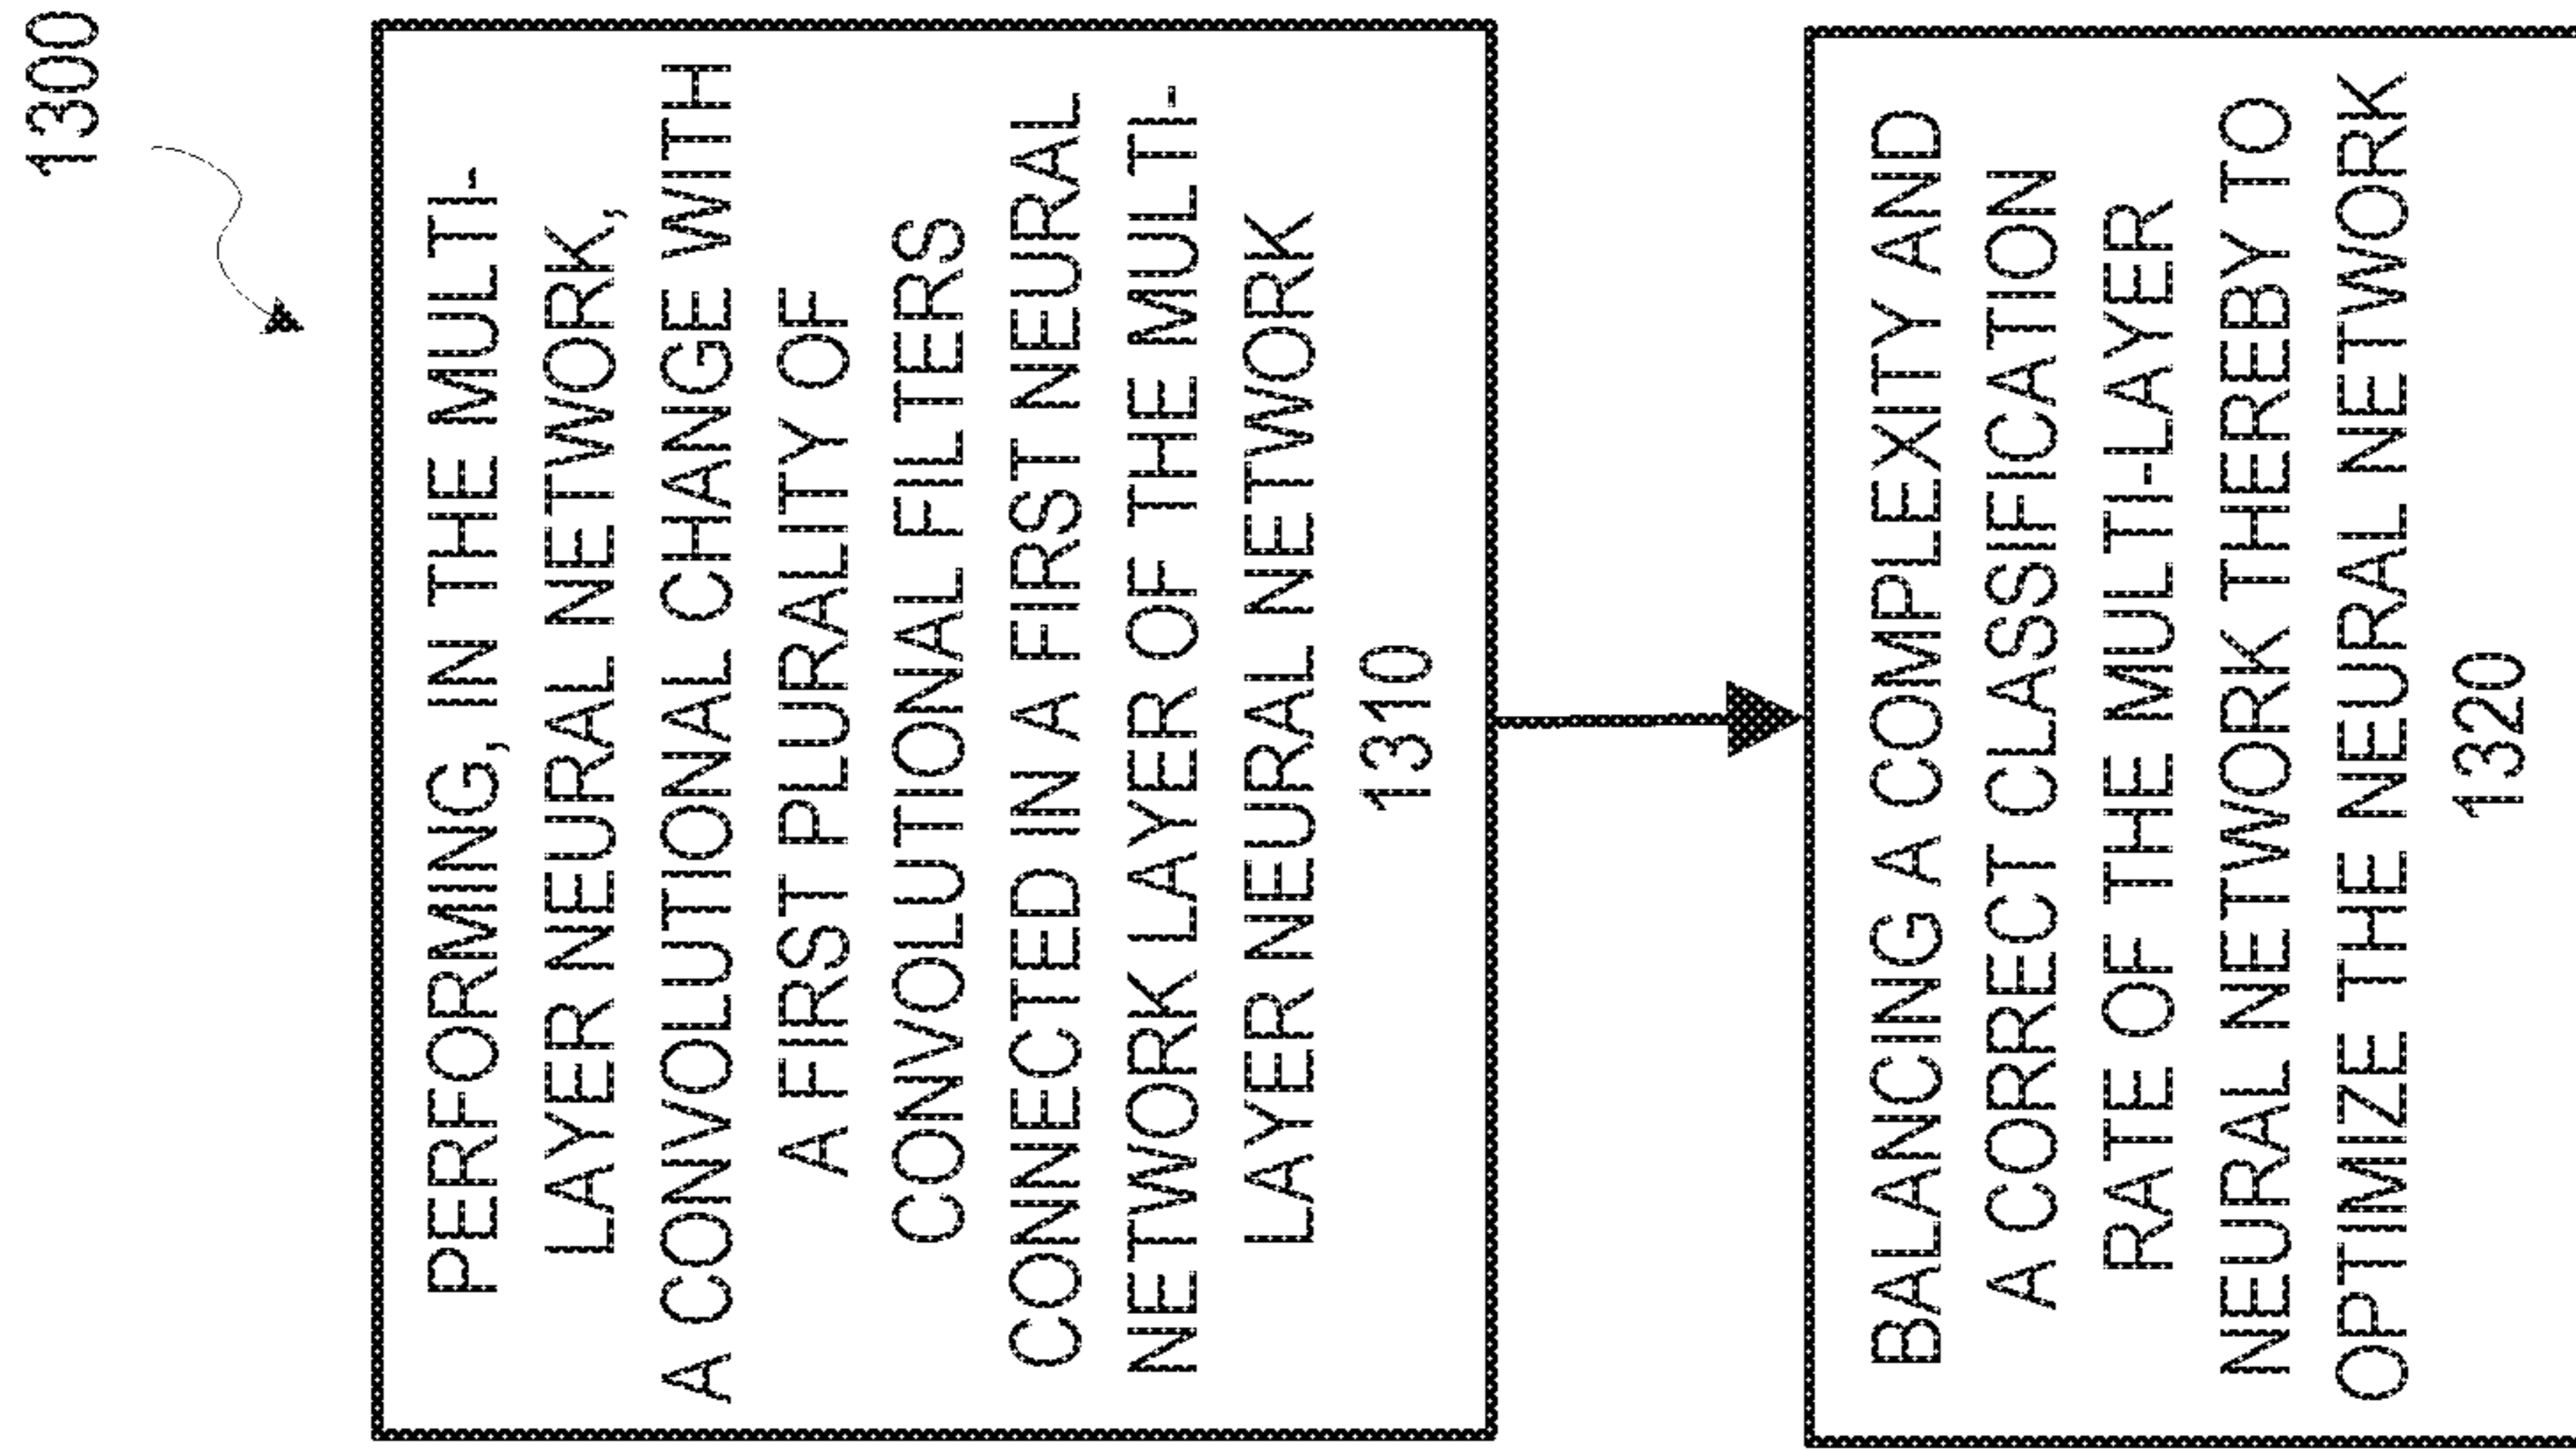 1300
PERFORMING, IN THE MULTI-
LAYER NEURAL NETWORK,
A CONVOLUTIONAL CHANGE WITH
A FIRST PLURALITY OF
CONVOLUTIONAL FILTERS
CONNECTED IN A FIRST NEURAL
NETWORK LAYER OF THE MULTI-
LAYER NEURAL NETWORK
1310
BALANCING A COMPLEXITY AND
A CORRECT CLASSIFICATION
RATE OF THE MULTI-LAYER
NEURAL NETWORK THEREBY TO
OPTIMIZE THE NEURAL NETWORK
1320